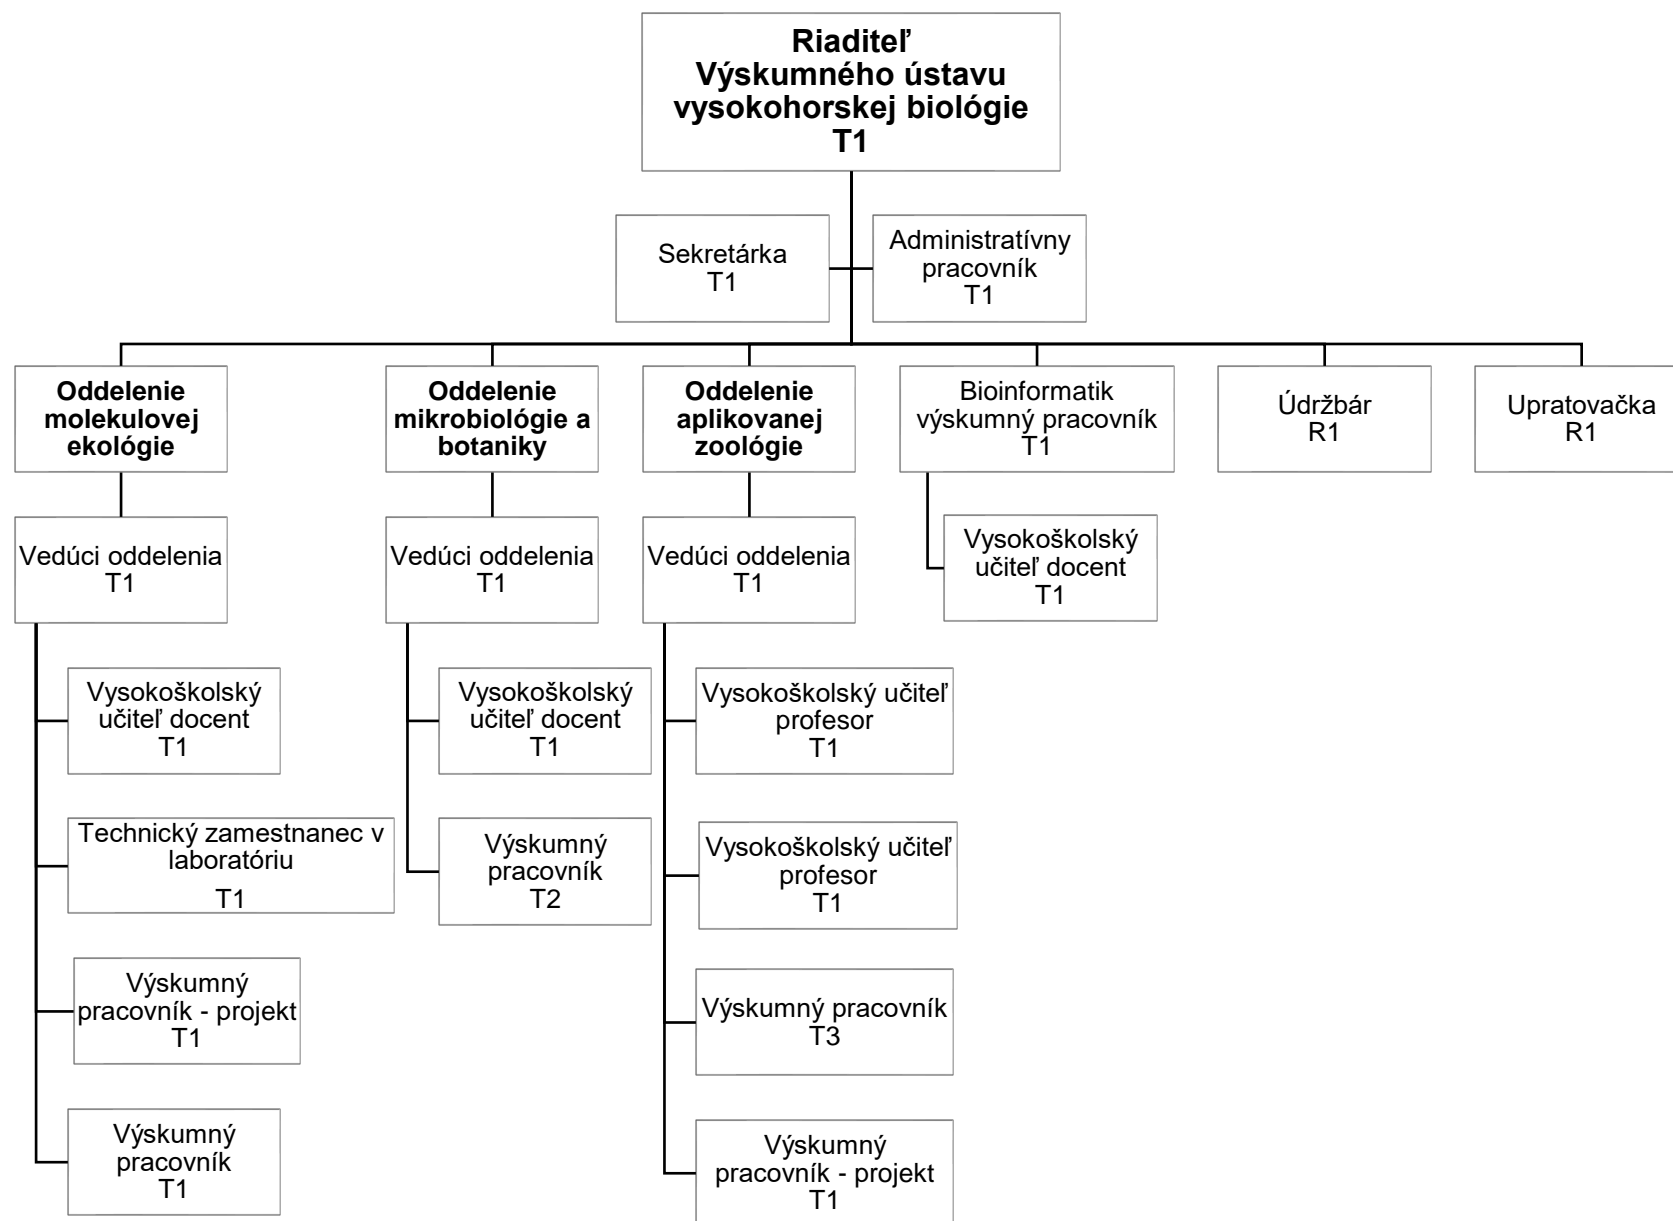 Riaditeľ
Výskumného ústavu
vysokohorskej biológie
T1
Sekretárka
T1
Administratívny
pracovník
T1
Oddelenie
molekulovej
ekológie
Oddelenie
mikrobiológie a
botaniky
Oddelenie
aplikovanej
zoológie
Bioinformatik
výskumný pracovník
T1
Údržbár
R1
Upratovačka
R1
Vedúci oddelenia
T1
Vedúci oddelenia
T1
Vedúci oddelenia
T1
Vysokoškolský
učiteľ docent
T1
Vysokoškolský
učiteľ docent
T1
Vysokoškolský
učiteľ docent
T1
Vysokoškolský učiteľ
profesor
T1
Technický zamestnanec v
laboratóriu
T1
Výskumný
pracovník
T2
Vysokoškolský učiteľ
profesor
T1
Výskumný
pracovník - projekt
T1
Výskumný pracovník
T3
Výskumný
pracovník
T1
Výskumný
pracovník - projekt
T1